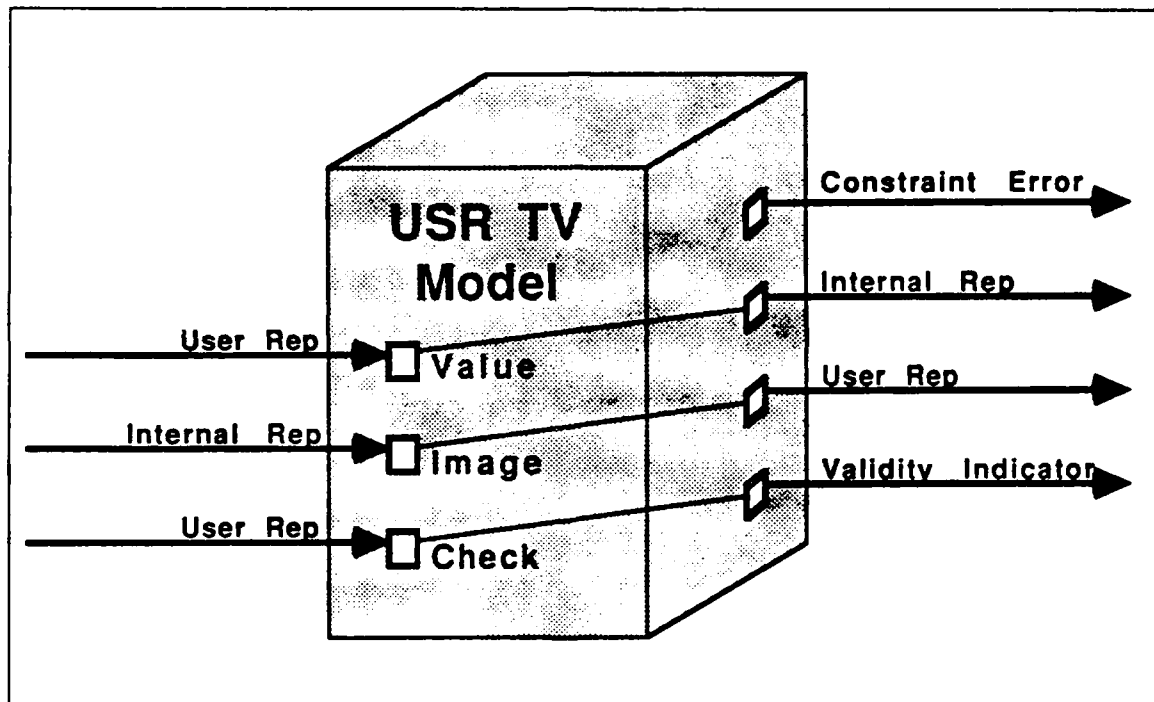 USR TV
Model
User Rep
Value
Internal Rep
Image
User Rep
Check
Constraint Error
Internal Rep
User Rep
Validity Indicator